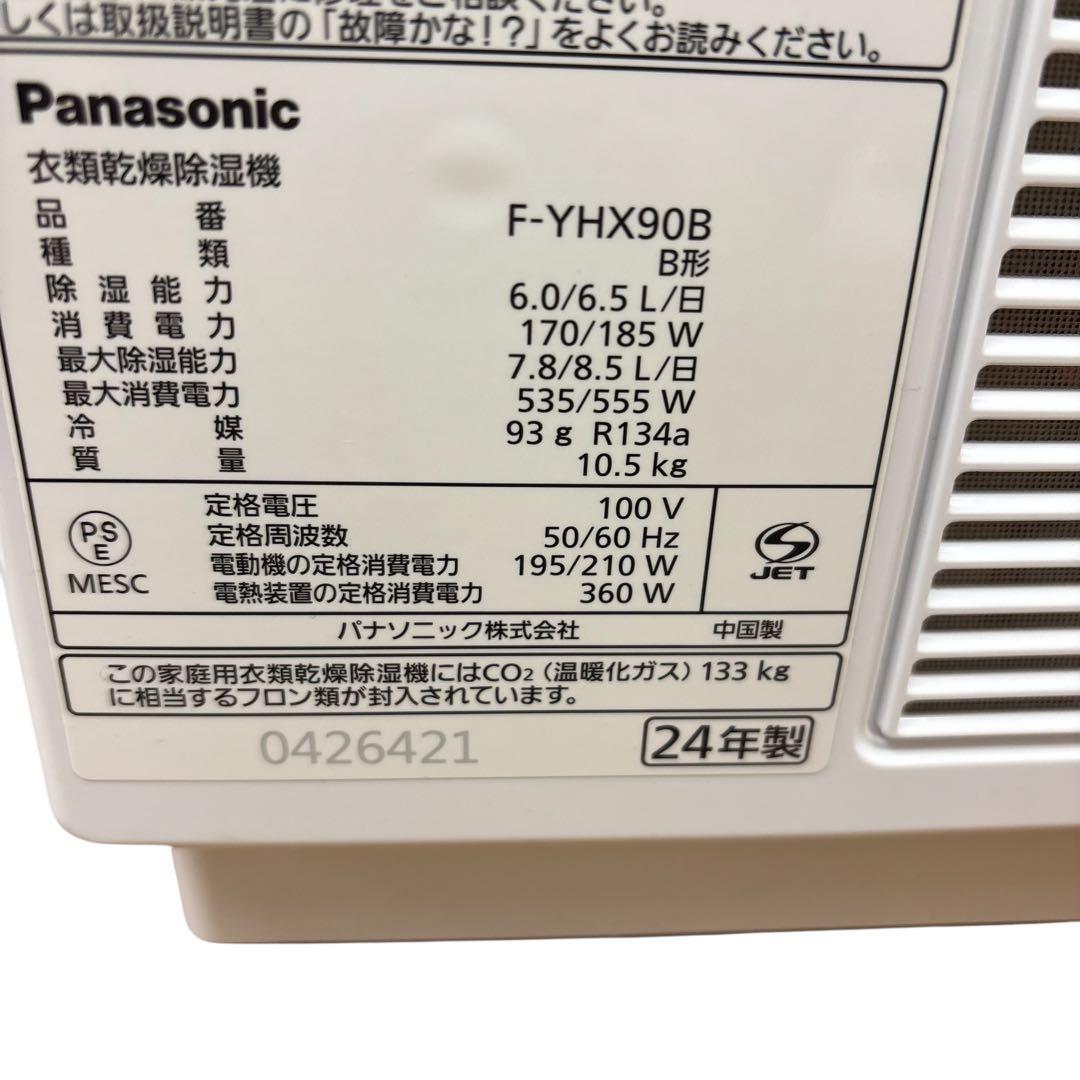 ください。
しくは取扱説明書の「故障かな!?」をよくお読みください。
Panasonic
衣類乾燥除湿機
品番 F-YHX90B
種類 B形
除湿能力 6.0/6.5 L/日
消費電力 170/185 W
最大除湿能力 7.8/8.5 L/日
最大消費電力 535/555 W
冷媒 93 g R134a
質量 10.5 kg
定格電圧 100 V
定格周波数 50/60 Hz
電動機の定格消費電力 195/210 W
電熱装置の定格消費電力 360 W
PS
E
MESC
JET
パナソニック株式会社 中国製
この家庭用衣類乾燥除湿機にはCO₂(温暖化ガス)133 kg
に相当するフロン類が封入されています。
0426421 24年製